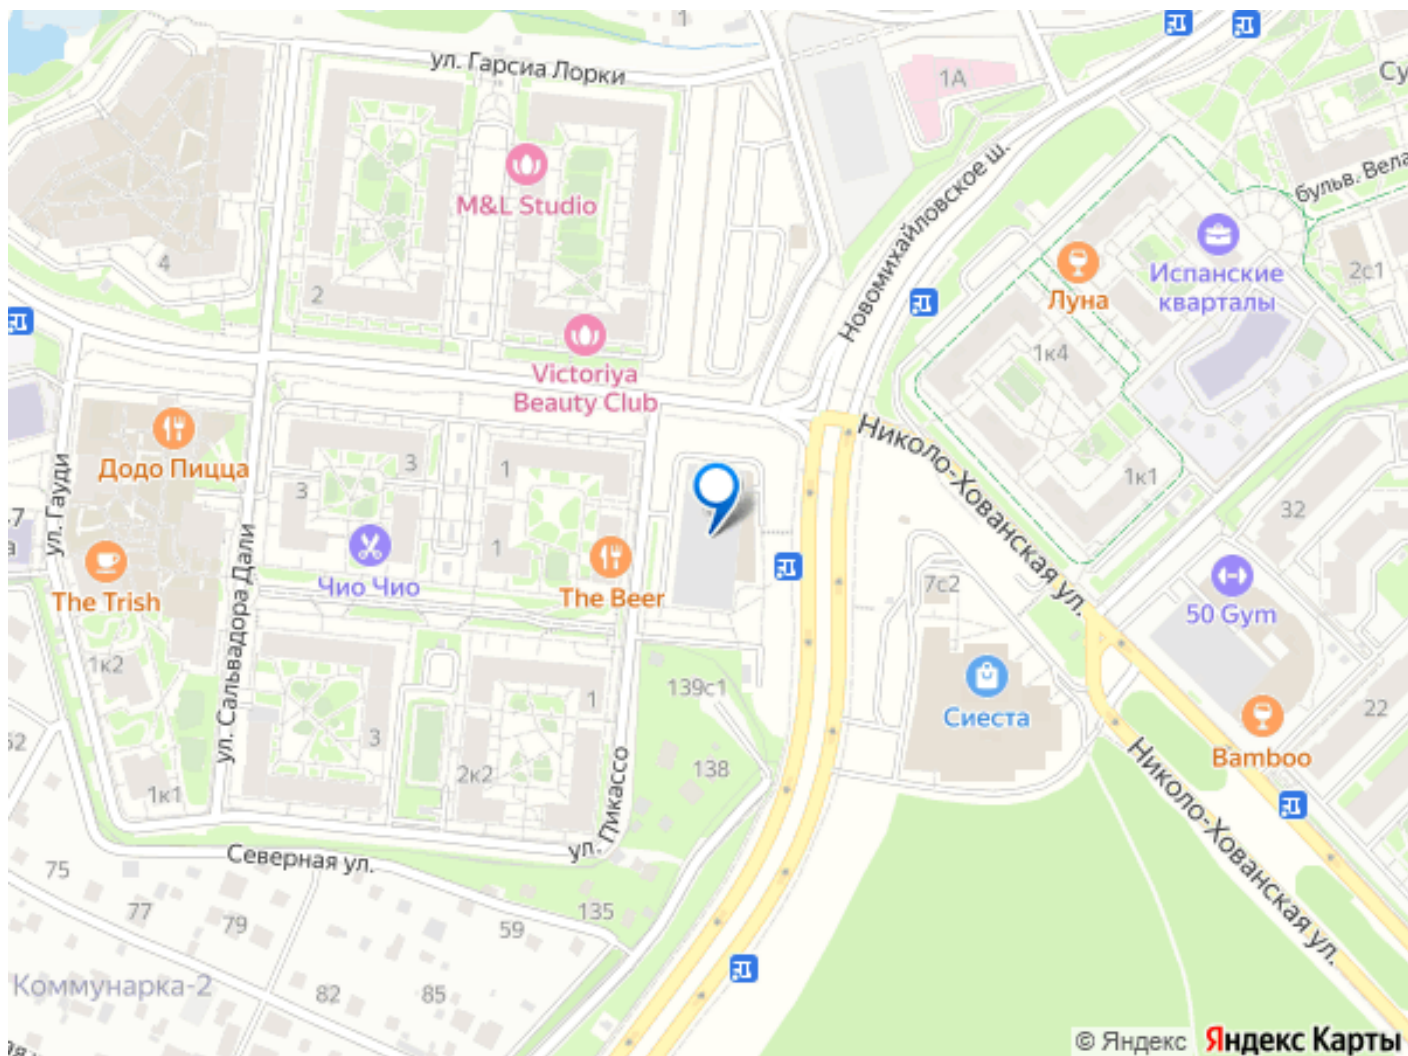 1
ул. Гарсиа Лорки
1А
Су
M&L Studio
Новомихайловское ш.
бульв. Вела
4
2
Испанские
кварталы
2с1
Луна
Victoriya
Beauty Club
1к4
Додо Пицца
3
1
Николо-Хованская ул.
1к1
ул. Гауди
3
32
47
а
1
Чио Чио
The Beer
7с2
50 Gym
The Trish
ул. Сальвадора Дали
1к2
139с1
1
Сиеста
22
62
3
2к2
138
Bamboo
1к1
ул. Пикассо
Николо-Хованская ул.
Северная ул.
75
77
79
59
135
Коммунарка-2
82
85
© Яндекс Яндекс Карты